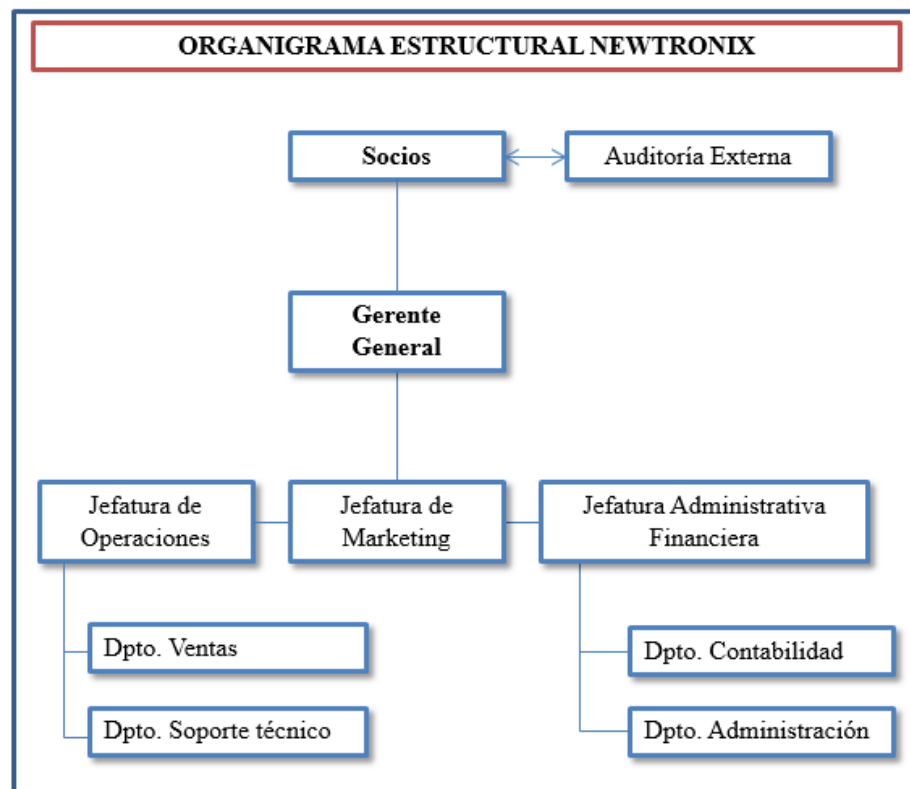 ORGANIGRAMA ESTRUCTURAL NEWTRONIX
Socios
Auditoría Externa
Gerente
General
Jefatura de
Operaciones
Jefatura de
Marketing
Jefatura Administrativa
Financiera
Dpto. Ventas
Dpto. Soporte técnico
Dpto. Contabilidad
Dpto. Administración